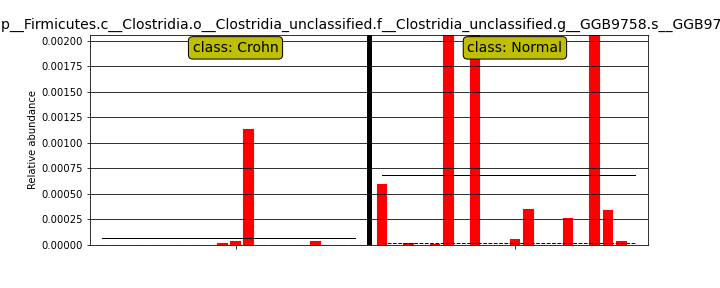 p__Firmicutes.c__Clostridia.o__Clostridia_unclassified.f__Clostridia_unclassified.g__GGB9758.s__GGB97
class: Crohn
class: Normal
Relative abundance
0.00200
0.00175
0.00150
0.00125
0.00100
0.00075
0.00050
0.00025
0.00000